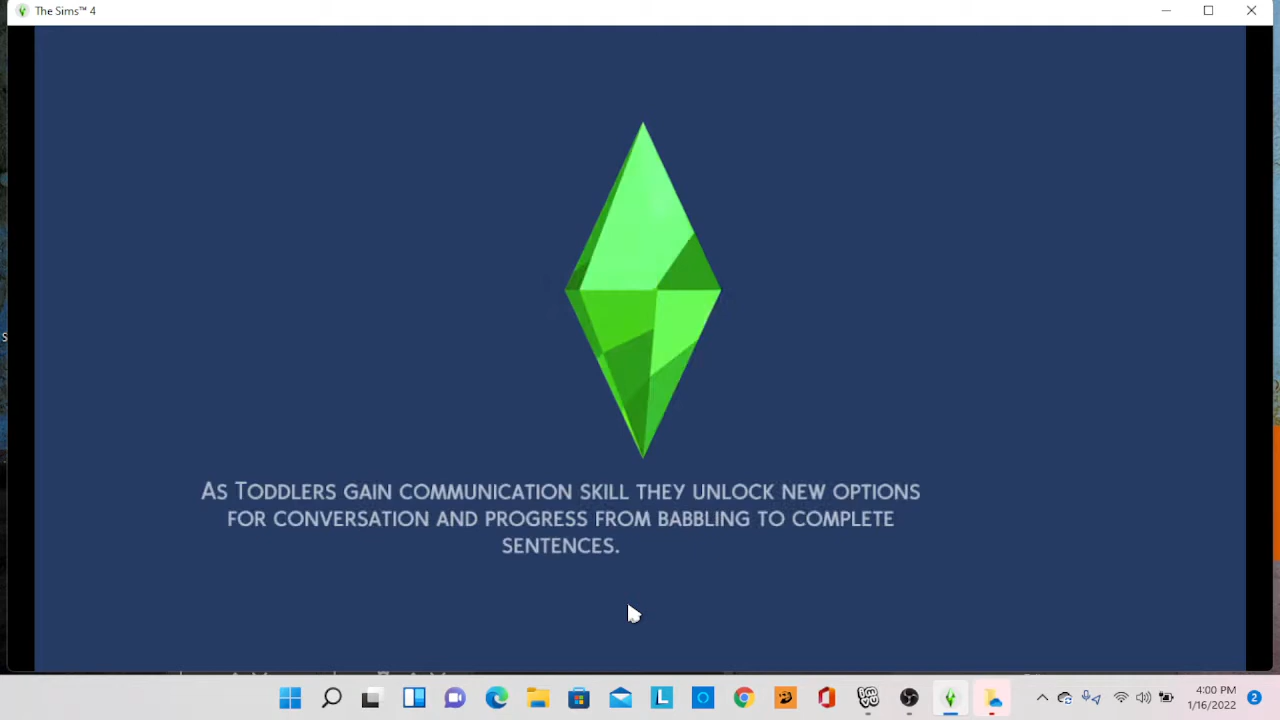 The Sims™ 4
As Toddlers gain communication skill they unlock new options
for conversation and progress from babbling to complete
sentences.
4:00 PM
1/16/2022
2